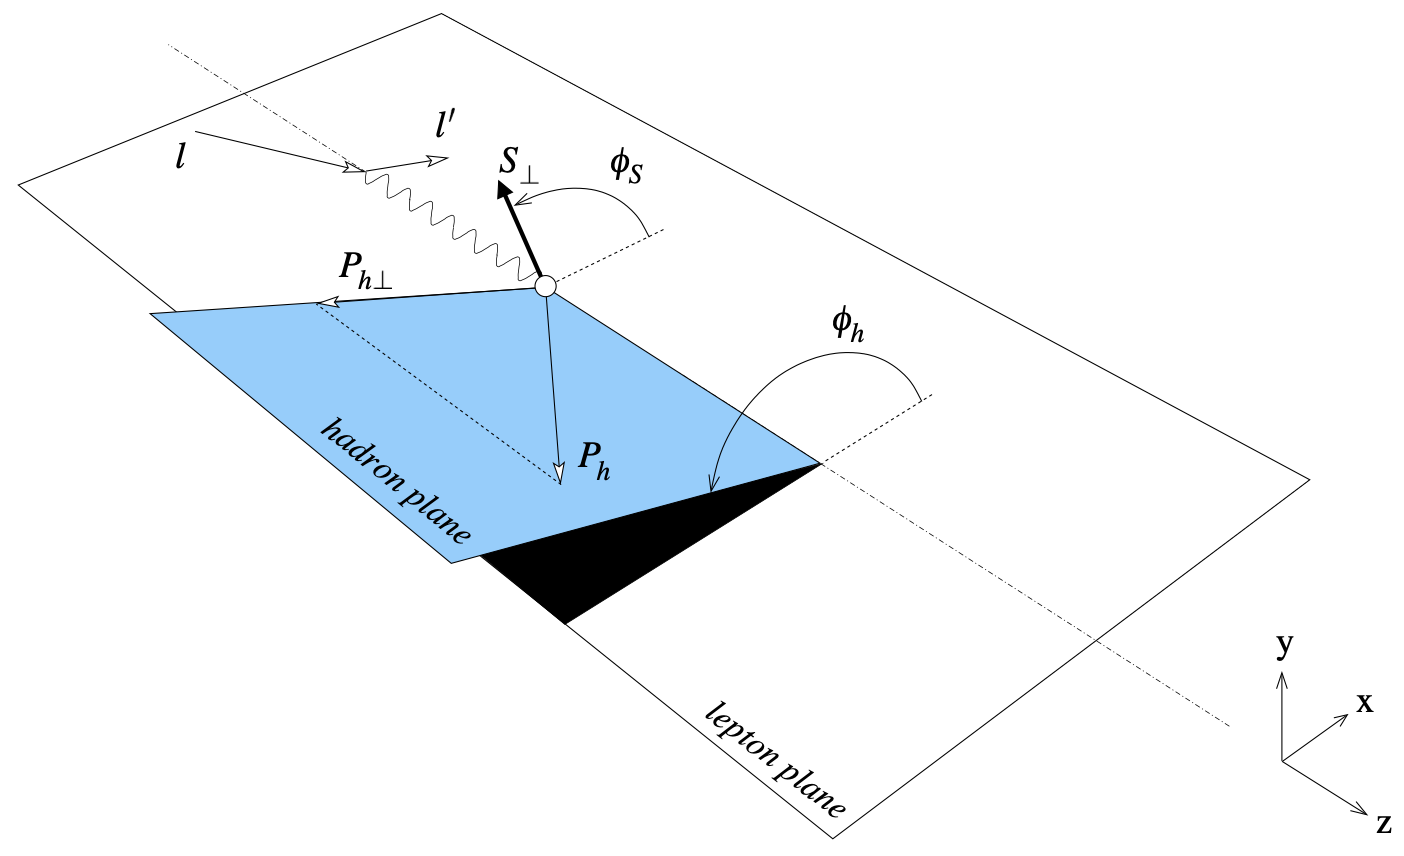 l
l′
S⊥
ϕS
Ph⊥
ϕh
Ph
hadron plane
lepton plane
y
x
z